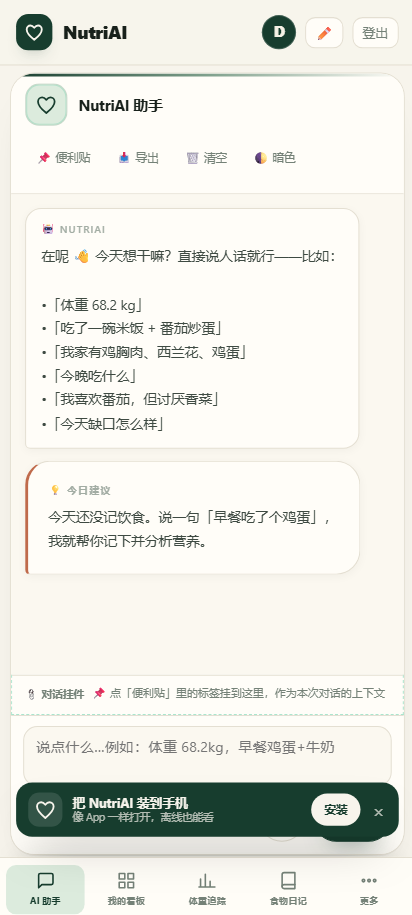 NutriAI
D
登出
NutriAI 助手
便利贴
导出
清空
暗色
NUTRIAI
在呢 👋 今天想干嘛？直接说人话就行——比如：
•「体重 68.2 kg」
•「吃了一碗米饭 + 番茄炒蛋」
•「我家有鸡胸肉、西兰花、鸡蛋」
•「今晚吃什么」
•「我喜欢番茄，但讨厌香菜」
•「今天缺口怎么样」
今日建议
今天还没记饮食。说一句「早餐吃了个鸡蛋」，
我就帮你记下并分析营养。
对话挂件 📌 点「便利贴」里的标签挂到这里，作为本次对话的上下文
说点什么...例如：体重 68.2kg，早餐鸡蛋+牛奶
把 NutriAI 装到手机
像 App 一样打开，离线也能看
安装
×
AI 助手
我的看板
体重追踪
食物日记
更多